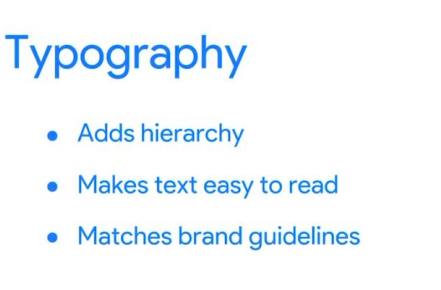 Typography
• Adds hierarchy
• Makes text easy to read
• Matches brand guidelines